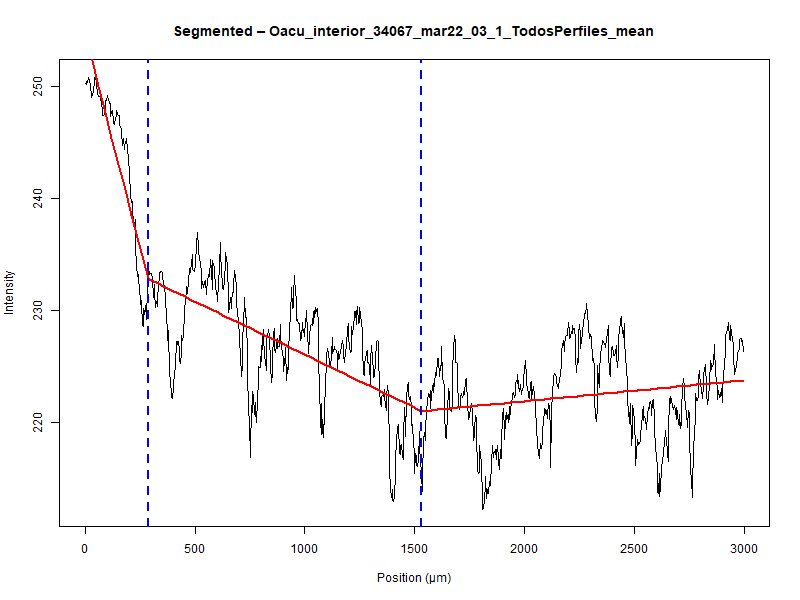 Segmented – Oacu_interior_34067_mar22_03_1_TodosPerfiles_mean
250
240
230
220
Intensity
0 500 1000 1500 2000 2500 3000
Position (µm)